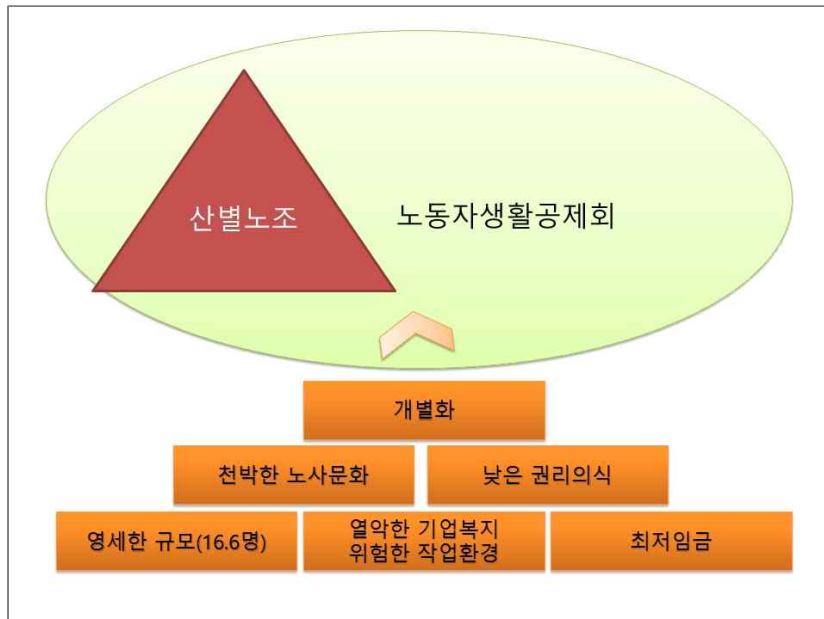 산별노조
노동자생활공제회
개별화
천박한 노사문화
낮은 권리의식
영세한 규모(16.6명)
열악한 기업복지
위험한 작업환경
최저임금